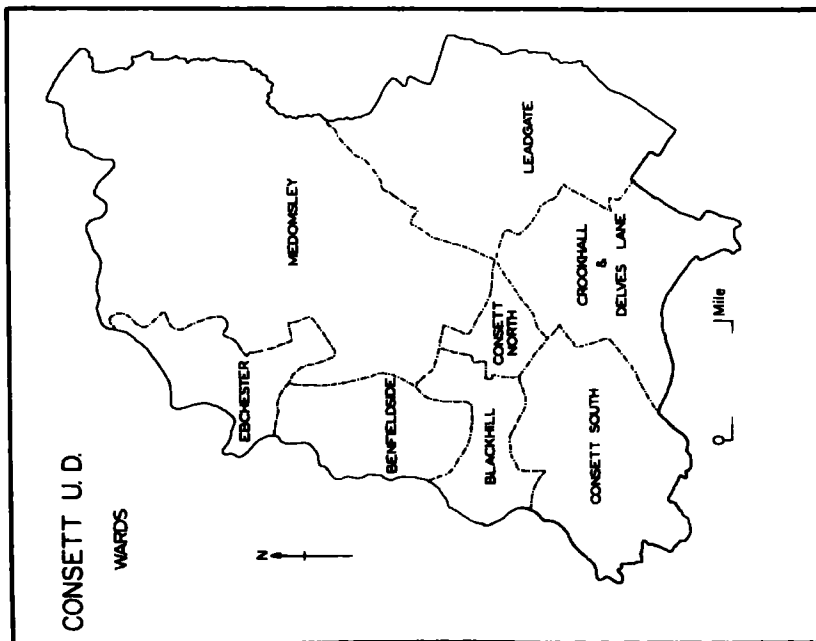 CONSETT U.D.
WARDS
N
EBCHESTER
MEDOMSLEY
BENFIELDSIDE
LEADGATE
BLACKHILL
CONSETT
NORTH
CROOKHALL
&
DELVES LANE
CONSETT SOUTH
0
1 Mile